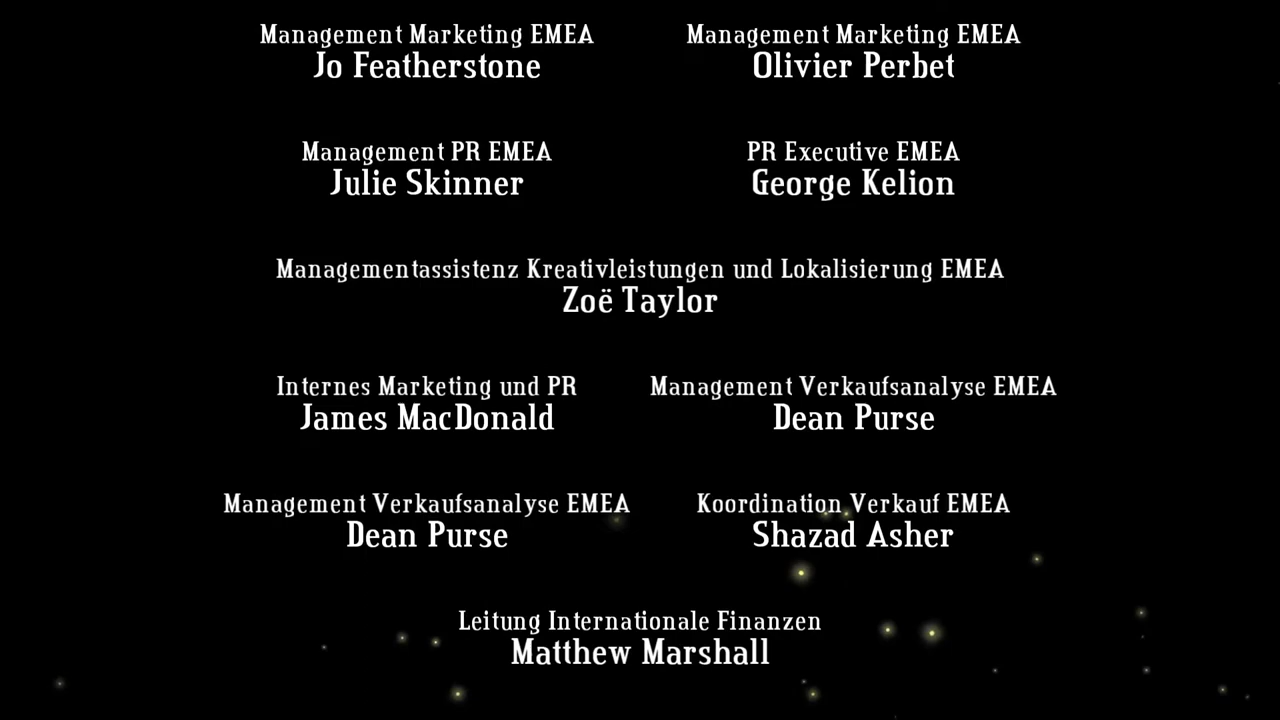 Management Marketing EMEA
Jo Featherstone
Management Marketing EMEA
Olivier Perbet
Management PR EMEA
Julie Skinner
PR Executive EMEA
George Kelion
Managementassistenz Kreativleistungen und Lokalisierung EMEA
Zoë Taylor
Internes Marketing und PR
James MacDonald
Management Verkaufsanalyse EMEA
Dean Purse
Management Verkaufsanalyse EMEA
Dean Purse
Koordination Verkauf EMEA
Shazad Asher
Leitung Internationale Finanzen
Matthew Marshall